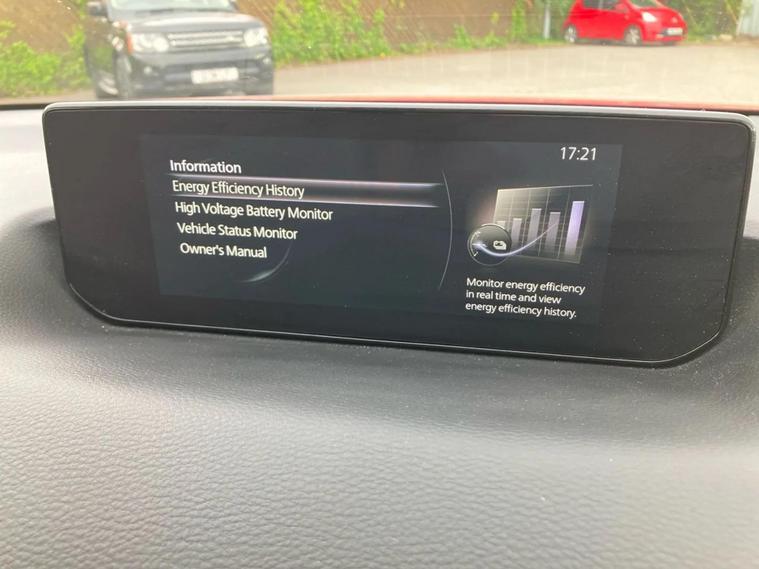 17:21
Information
Energy Efficiency History
High Voltage Battery Monitor
Vehicle Status Monitor
Owner's Manual
Monitor energy efficiency
in real time and view
energy efficiency history.